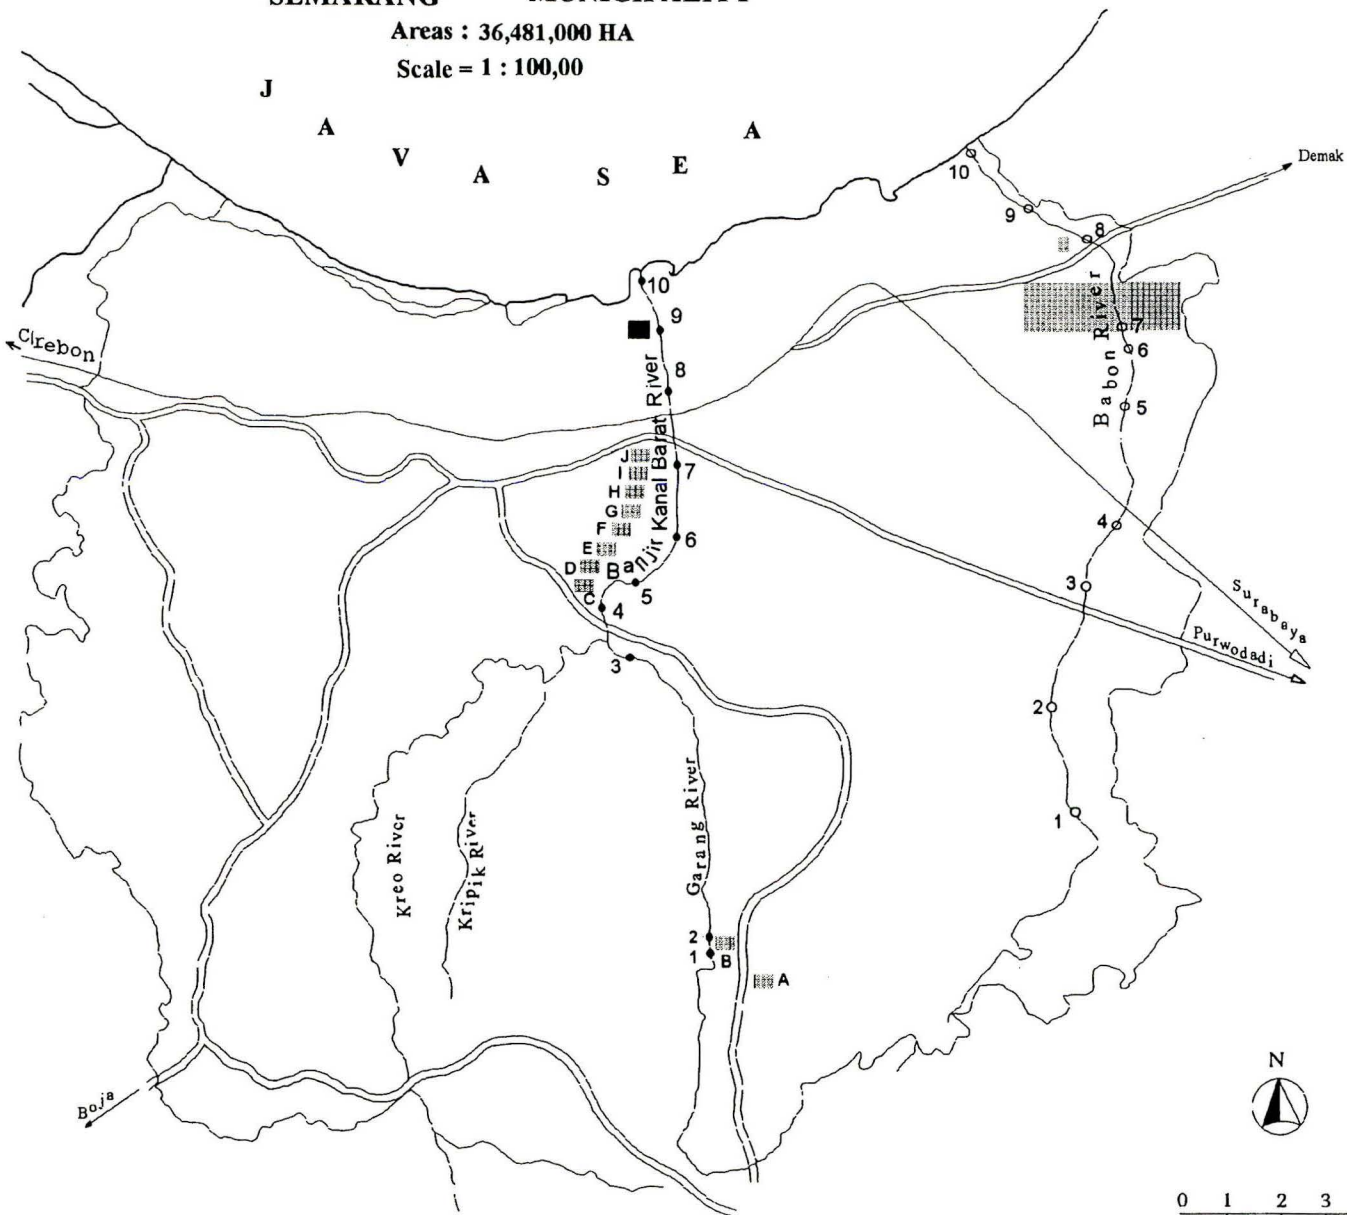 SEMARANG MUNICIPALITY
Areas : 36,481,000 HA
Scale = 1 : 100,00
J A V A S E A
Demak
10
9
8
10
9
8
7
6
5
4
3
2
1
Cirebon
Babon River
7
6
5
4
3
2
1
J
I
H
G
F
E
D
C
B
A
Banjir Kanal Barat River
Surabaya
Purwodadi
Kreo River
Kripik River
Garang River
Boja
N
0 1 2 3